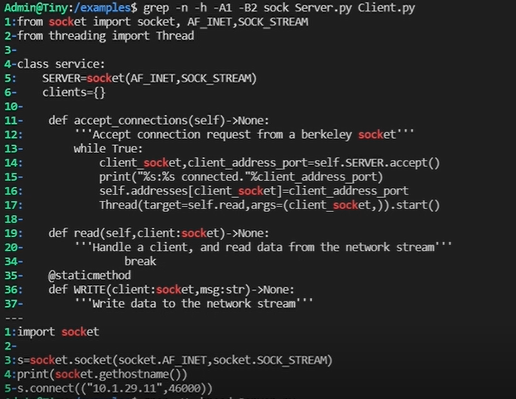 Admin@Tiny:/examples$ grep -n -h -A1 -B2 sock Server.py Client.py
1:from socket import socket, AF_INET,SOCK_STREAM
2-from threading import Thread
3-
4-class service:
5:    SERVER=socket(AF_INET,SOCK_STREAM)
6-    clients={}
10-
11-     def accept_connections(self)->None:
12:         '''Accept connection request from a berkeley socket'''
13-         while True:
14:             client_socket,client_address_port=self.SERVER.accept()
15-             print("%s:%s connected."%client_address_port)
16:             self.addresses[client_socket]=client_address_port
17:             Thread(target=self.read,args=(client_socket,)).start()
18-
19:     def read(self,client:socket)->None:
20-         '''Handle a client, and read data from the network stream'''
34-                 break
35-     @staticmethod
36:     def WRITE(client:socket,msg:str)->None:
37-         '''Write data to the network stream'''
---
1:import socket
2-
3:s=socket.socket(socket.AF_INET,socket.SOCK_STREAM)
4:print(socket.gethostname())
5-s.connect(("10.1.29.11",46000))